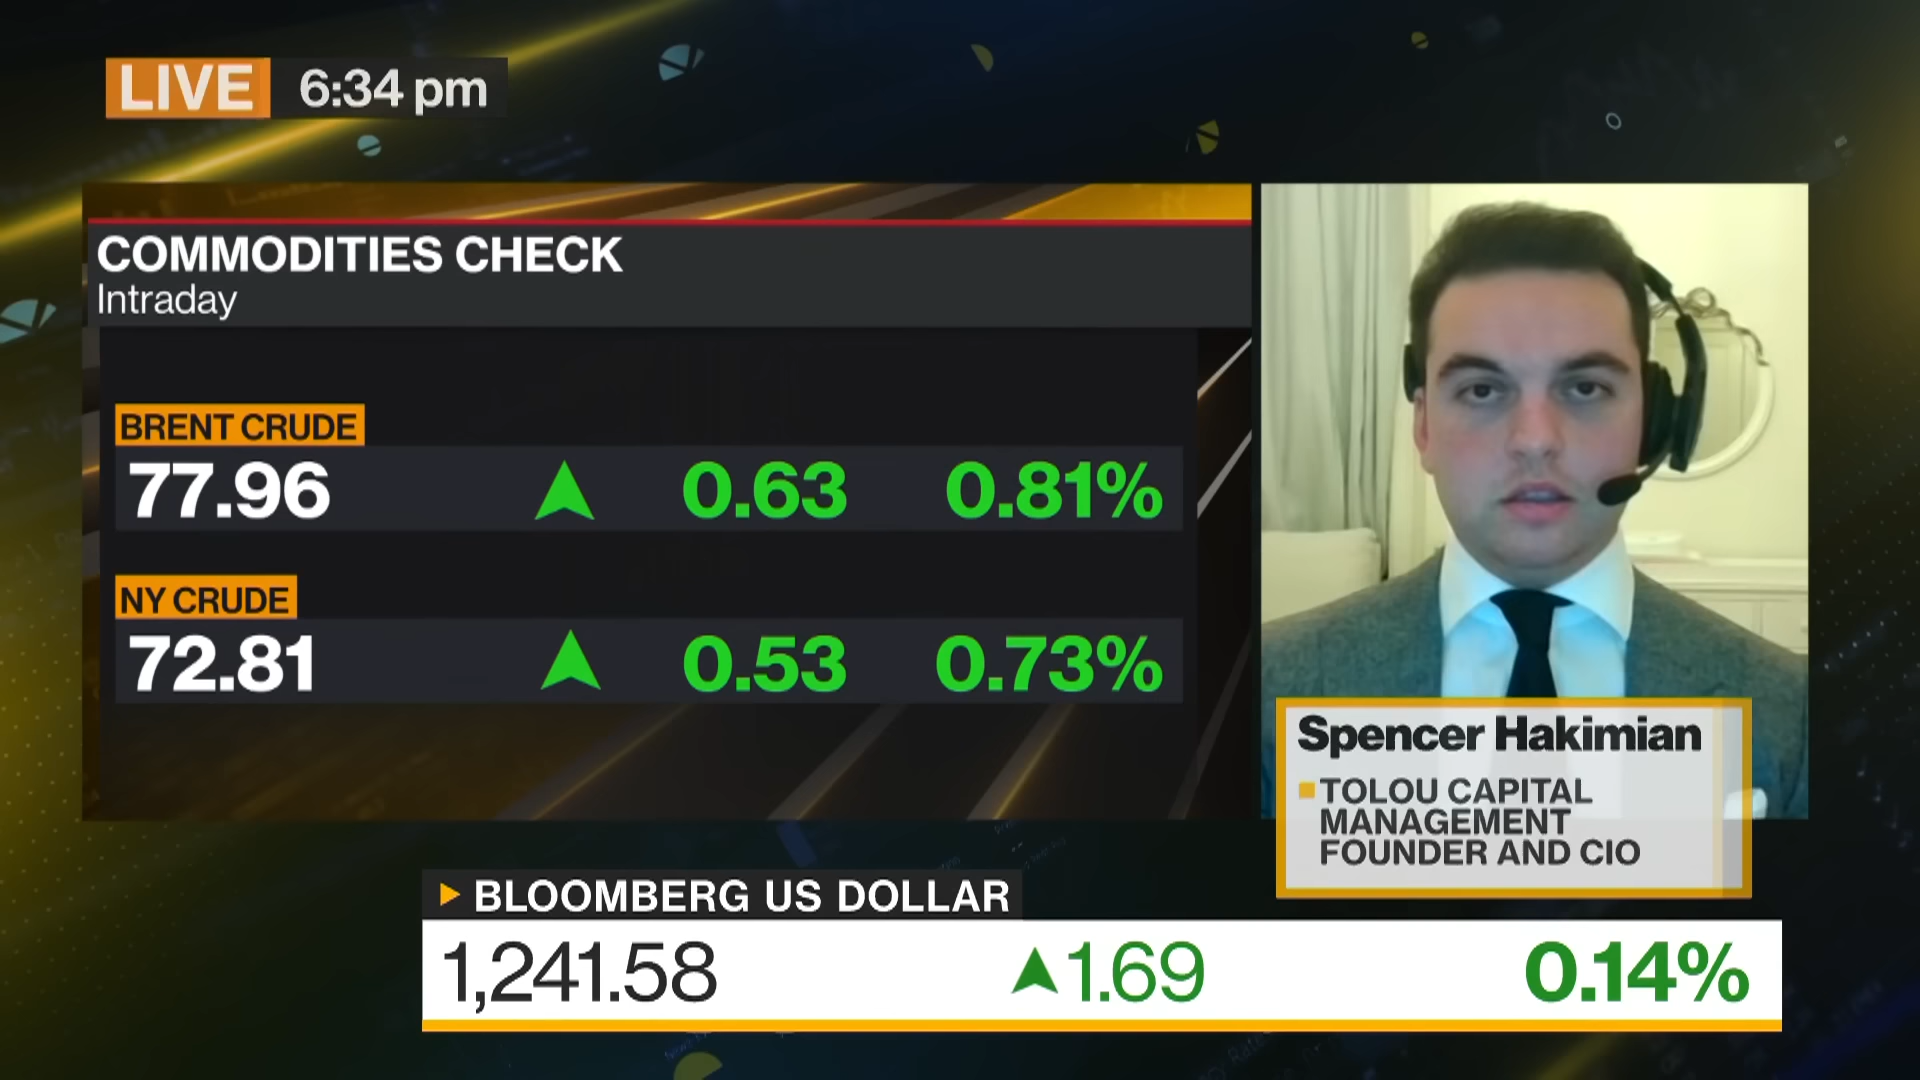 LIVE 6:34 pm
COMMODITIES CHECK
Intraday
BRENT CRUDE
77.96 ▲ 0.63 0.81%
NY CRUDE
72.81 ▲ 0.53 0.73%
Spencer Hakimian
TOLOU CAPITAL
MANAGEMENT
FOUNDER AND CIO
BLOOMBERG US DOLLAR
1,241.58 ▲1.69 0.14%